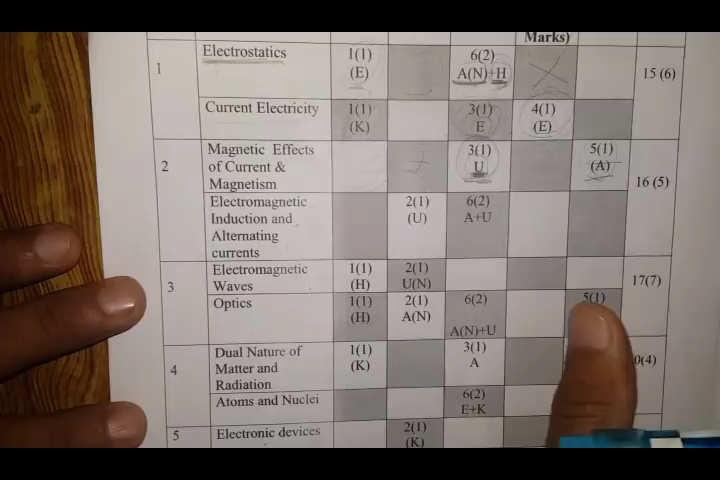 Marks)
1 Electrostatics 1(1) 6(2) 15 (6)
(E) A(N)+H
Current Electricity 1(1) 3(1) 4(1)
(K) E (E)
2 Magnetic Effects 3(1) 5(1) 16 (5)
of Current & U (A)
Magnetism
Electromagnetic 2(1) 6(2)
Induction and (U) A+U
Alternating
currents
3 Electromagnetic 1(1) 2(1) 17(7)
Waves (H) U(N)
Optics 1(1) 2(1) 6(2) 5(1)
(H) A(N) A(N)+U
4 Dual Nature of 1(1) 3(1) 0(4)
Matter and (K) A
Radiation
Atoms and Nuclei 6(2)
E+K
5 Electronic devices 2(1)
(K)